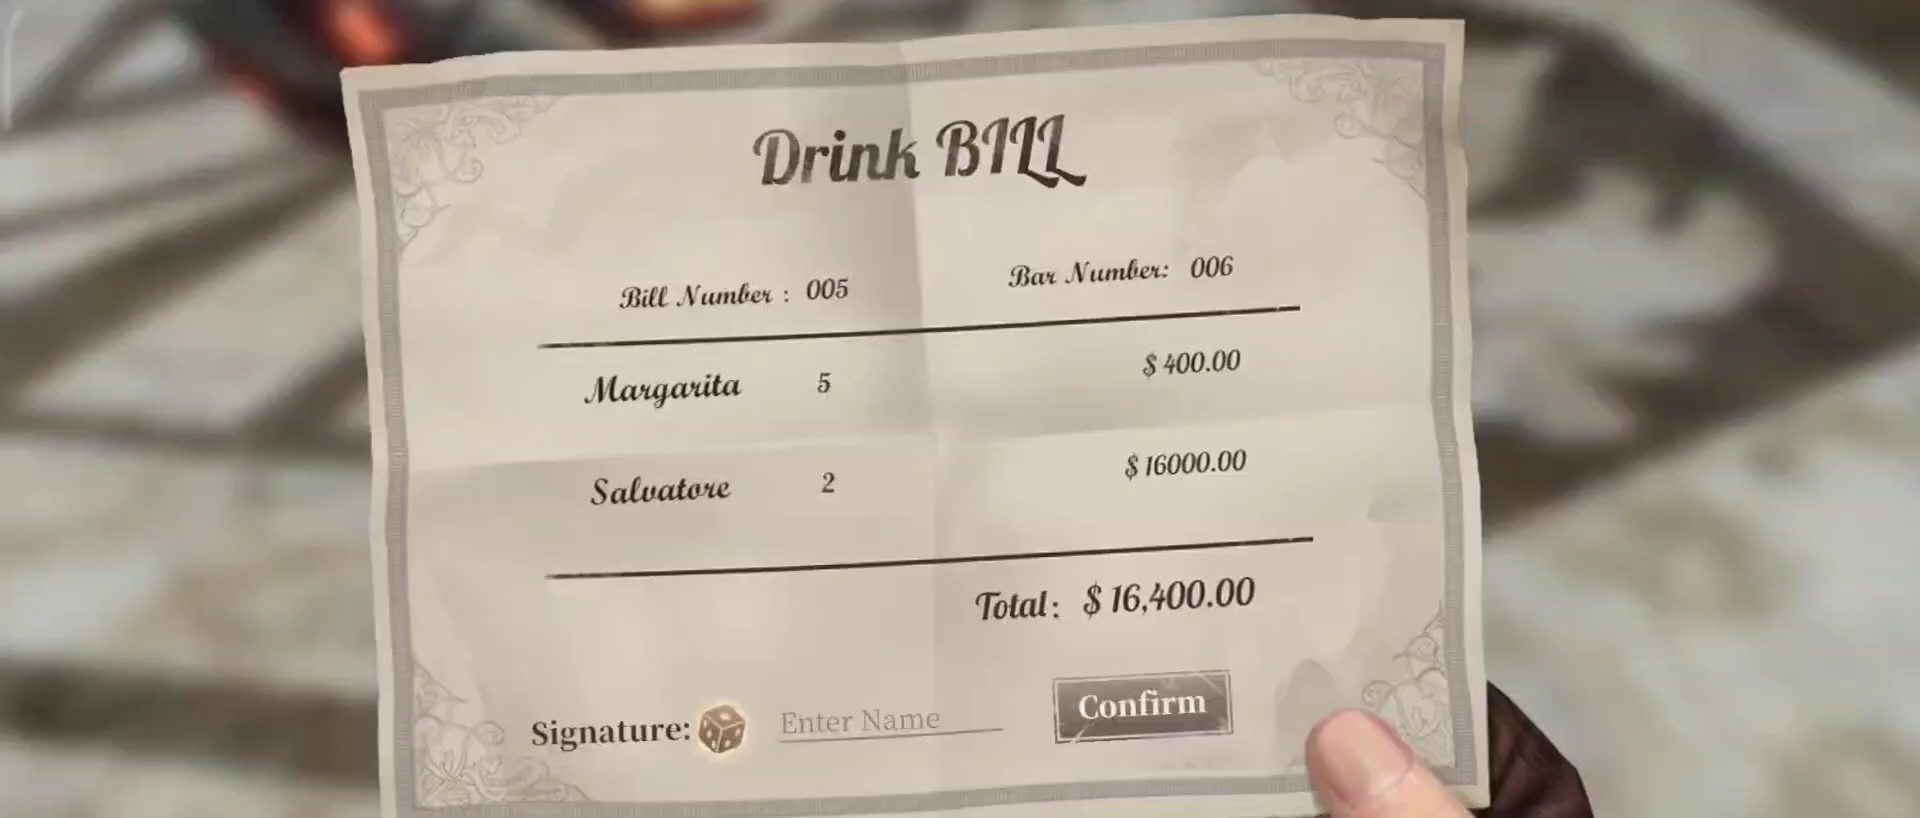 Drink BILL
Bill Number : 005 Bar Number: 006
Margarita 5 $ 400.00
Salvatore 2 $ 16000.00
Total: $ 16,400.00
Signature: Enter Name Confirm